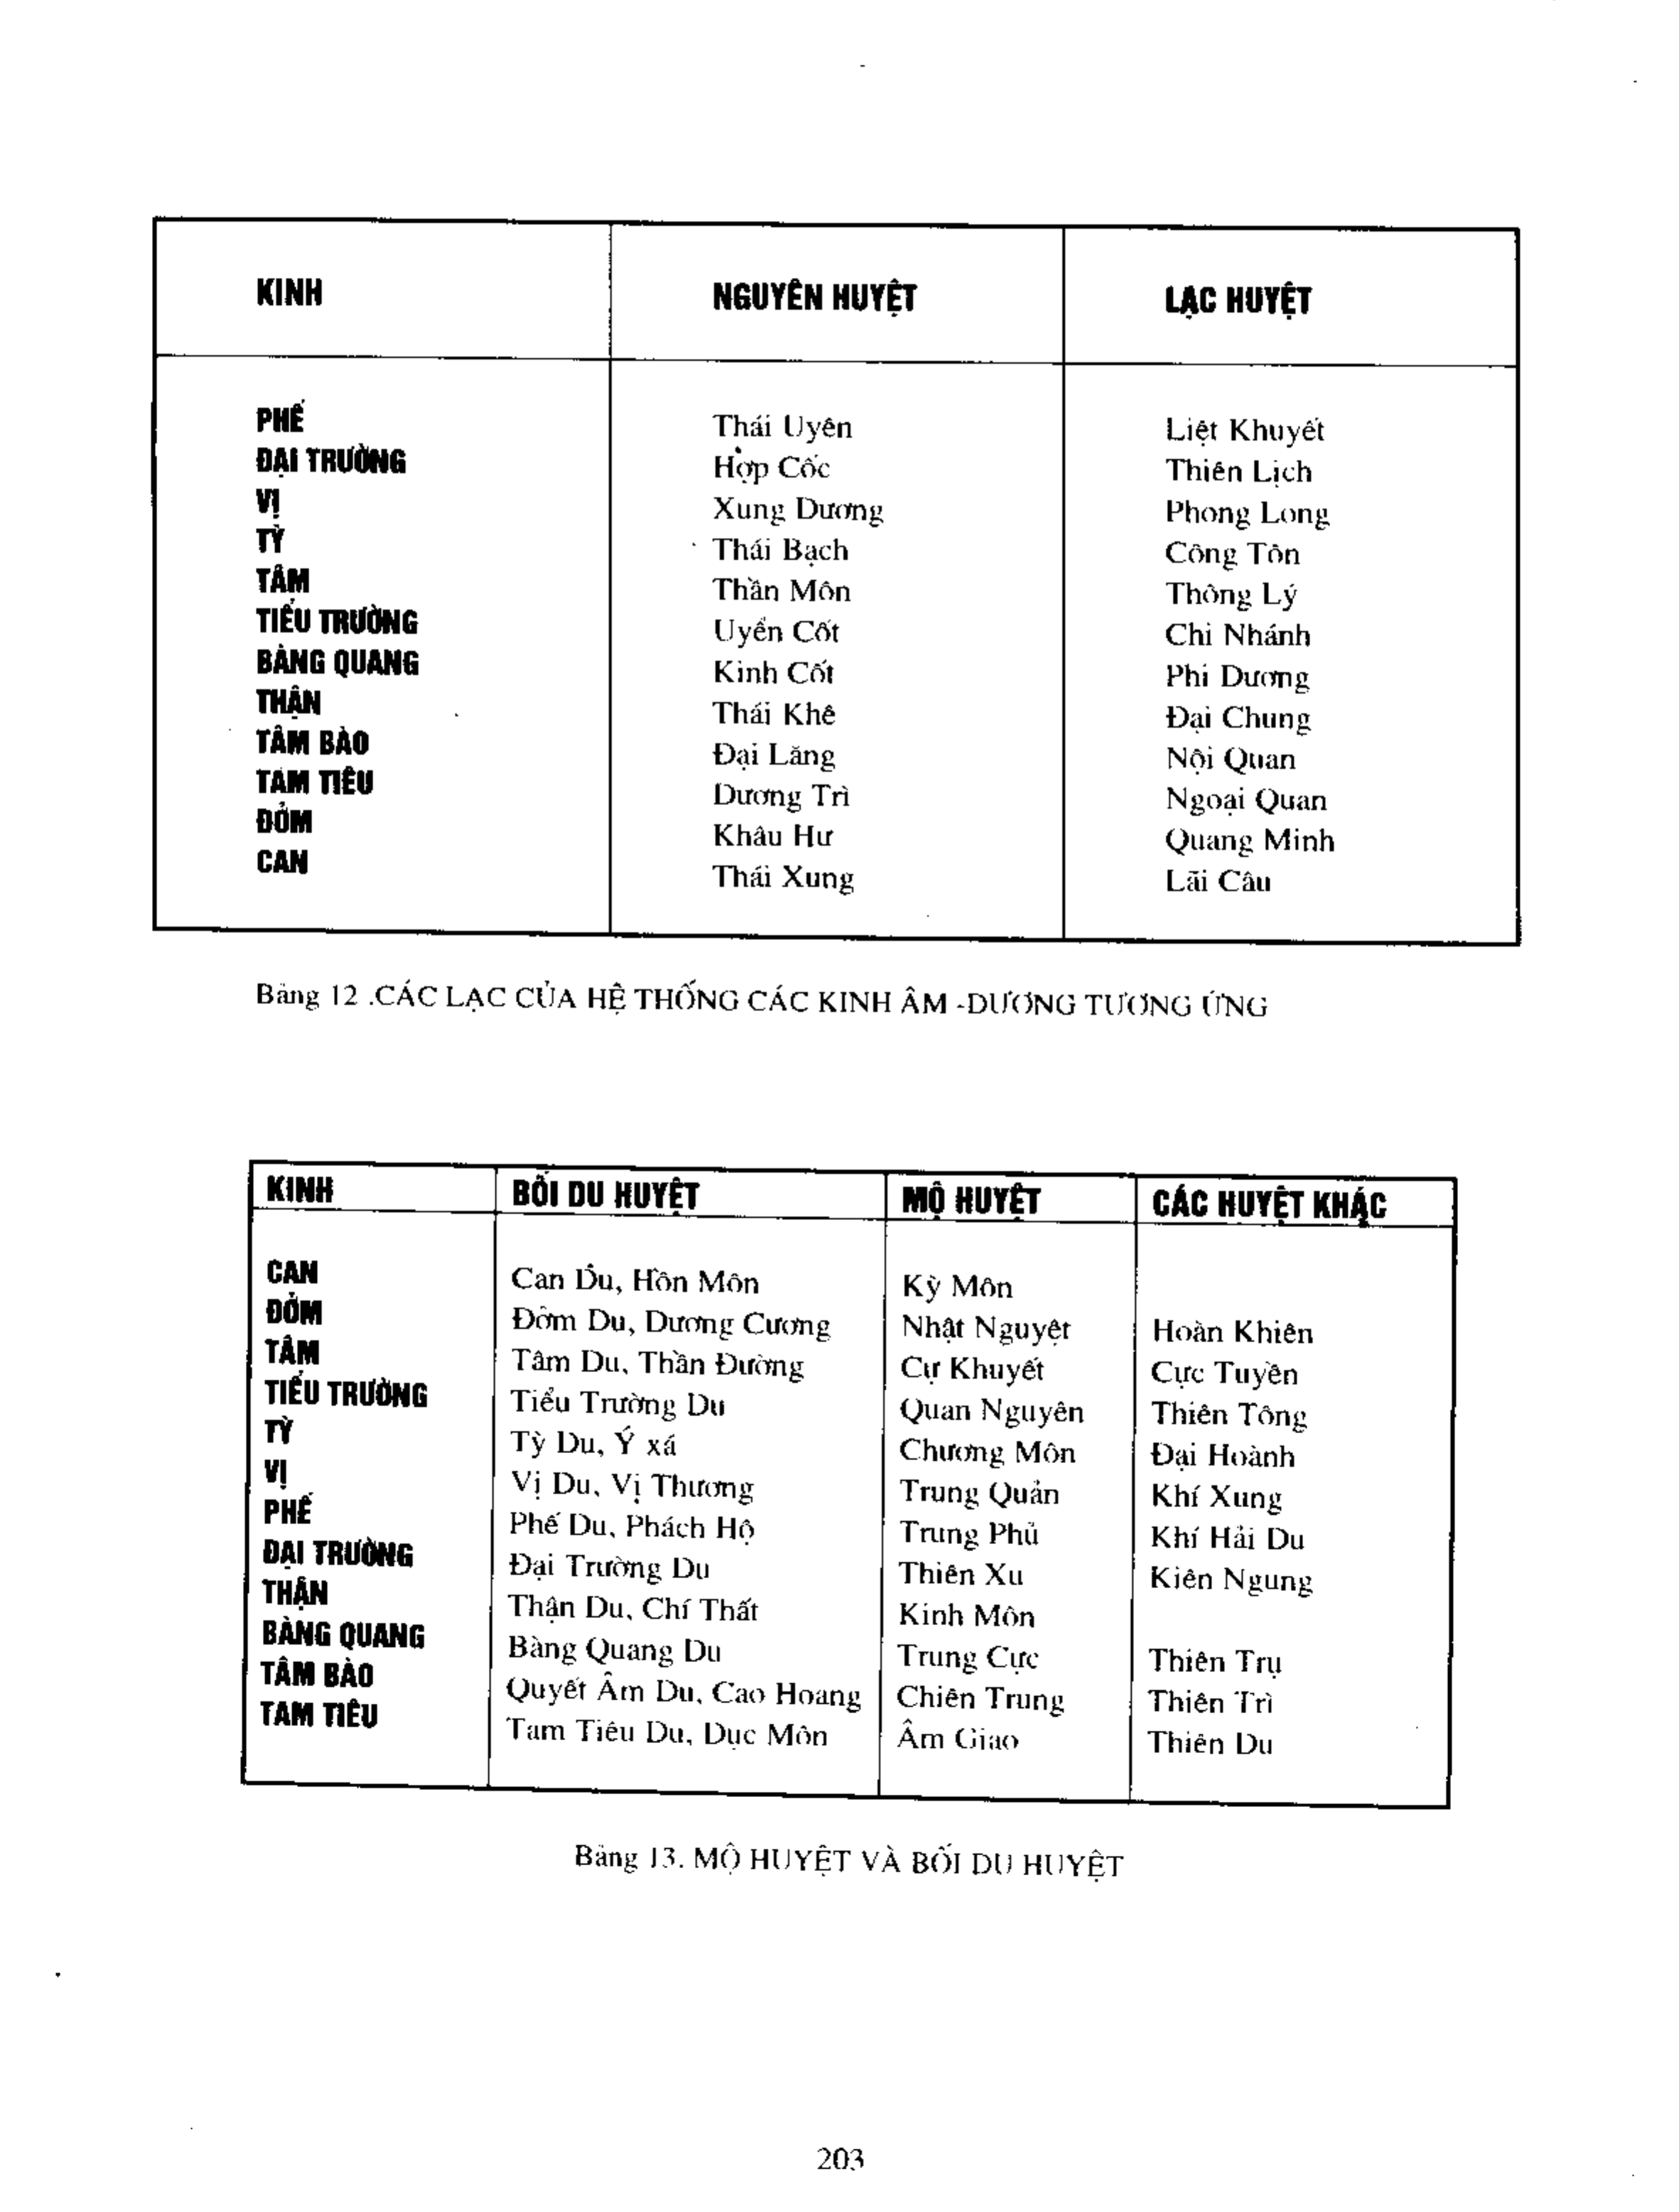 KINH NGUYÊN HUYỆT LẠC HUYỆT
PHẾ Thái Uyên Liệt Khuyết
ĐẠI TRƯỜNG Hợp Cốc Thiên Lịch
VỊ Xung Dương Phong Long
TỲ Thái Bạch Công Tôn
TÂM Thần Môn Thông Lý
TIỂU TRƯỜNG Uyển Cốt Chi Nhánh
BÀNG QUANG Kinh Cốt Phi Dương
THẬN Thái Khê Đại Chung
TÂM BÀO Đại Lăng Nội Quan
TAM TIÊU Dương Trì Ngoại Quan
ĐỞM Khâu Hư Quang Minh
CAN Thái Xung Lãi Câu
Bảng 12 .CÁC LẠC CỦA HỆ THỐNG CÁC KINH ÂM -DƯƠNG TƯƠNG ỨNG
KINH BỐI DU HUYỆT MỘ HUYỆT CÁC HUYỆT KHÁC
CAN Can Du, Hồn Môn Kỳ Môn
ĐỞM Đởm Du, Dương Cương Nhật Nguyệt Hoàn Khiên
TÂM Tâm Du, Thần Đường Cự Khuyết Cực Tuyền
TIỂU TRƯỜNG Tiểu Trường Du Quan Nguyên Thiên Tông
TỲ Tỳ Du, Ý xá Chương Môn Đại Hoành
VỊ Vị Du, Vị Thương Trung Quản Khí Xung
PHẾ Phế Du, Phách Hộ Trung Phủ Khí Hải Du
ĐẠI TRƯỜNG Đại Trường Du Thiên Xu Kiên Ngung
THẬN Thận Du, Chí Thất Kinh Môn
BÀNG QUANG Bàng Quang Du Trung Cực Thiên Trụ
TÂM BÀO Quyết Âm Du, Cao Hoang Chiên Trung Thiên Trì
TAM TIÊU Tam Tiêu Du, Dục Môn Âm Giao Thiên Du
Bảng 13. MỘ HUYỆT VÀ BỐI DU HUYỆT
203